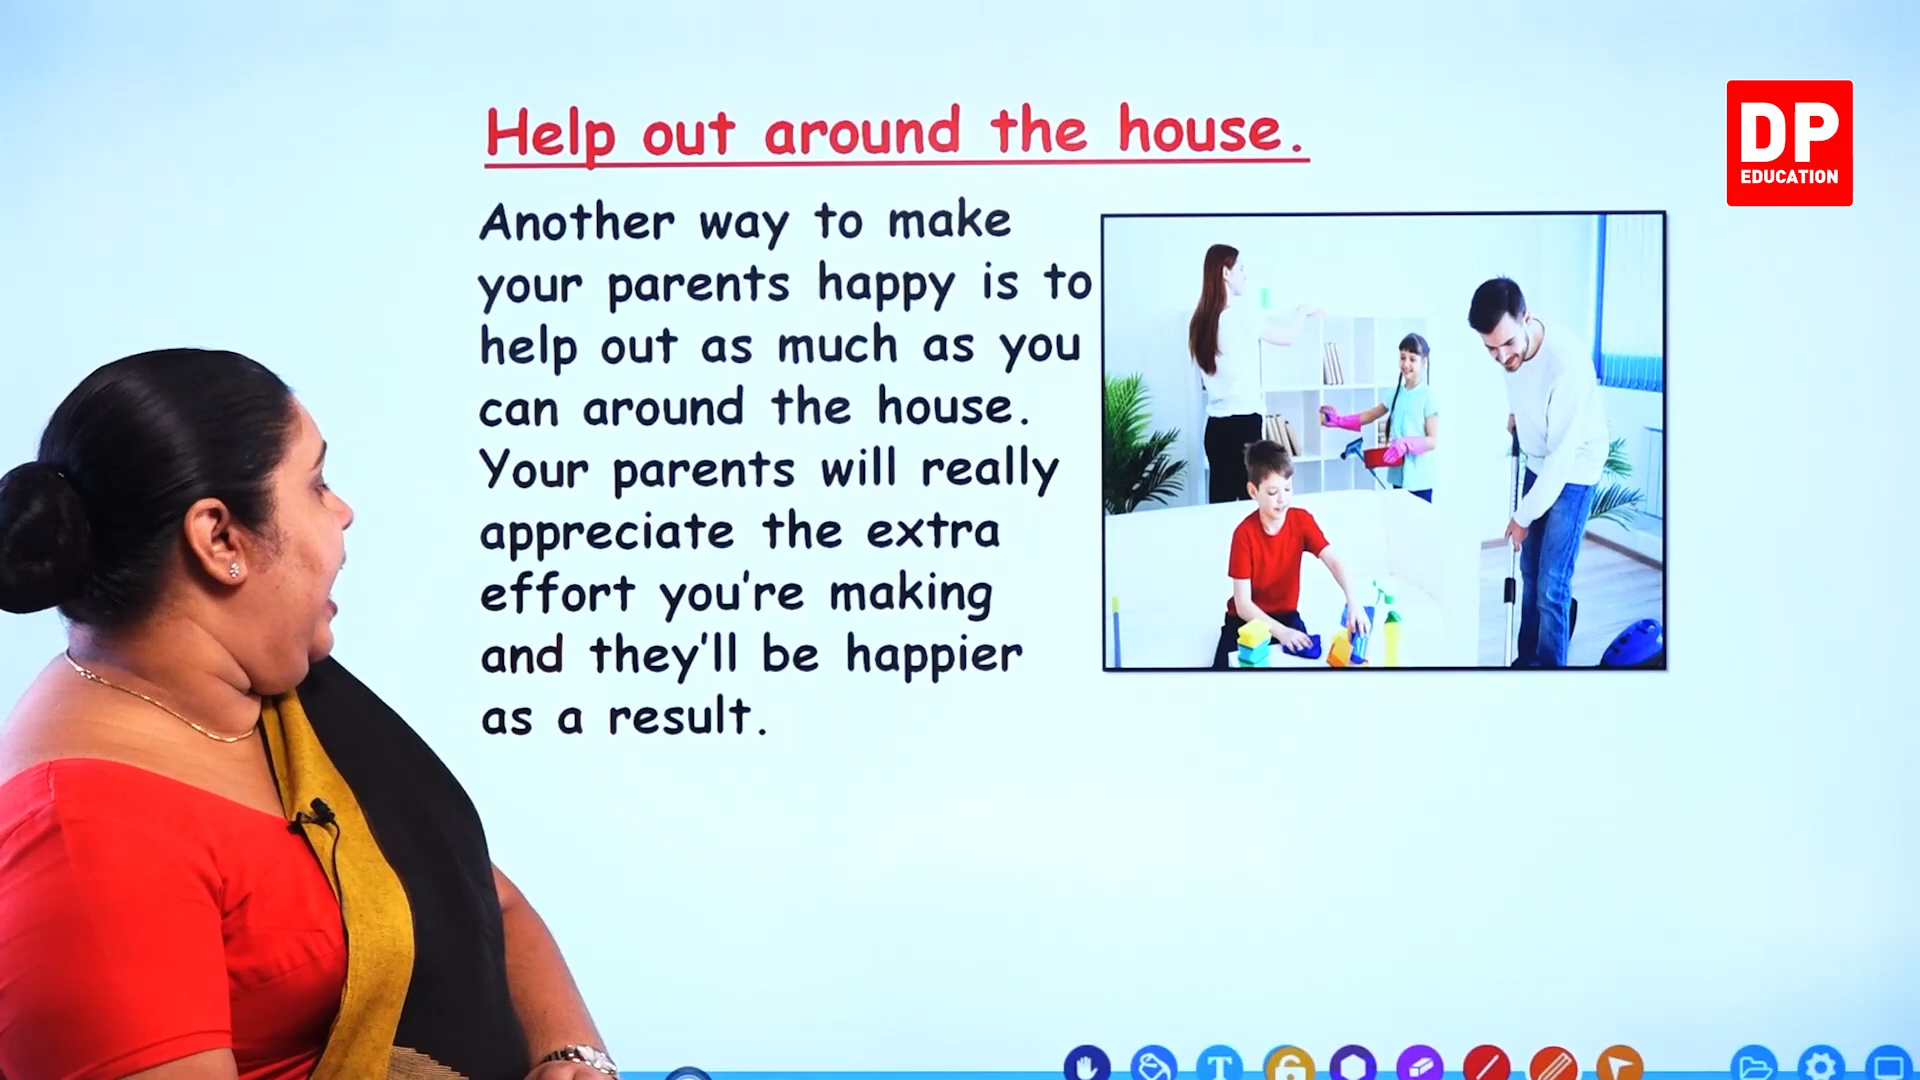 Help out around the house.
Another way to make
your parents happy is to
help out as much as you
can around the house.
Your parents will really
appreciate the extra
effort you're making
and they'll be happier
as a result.
DP
EDUCATION
T